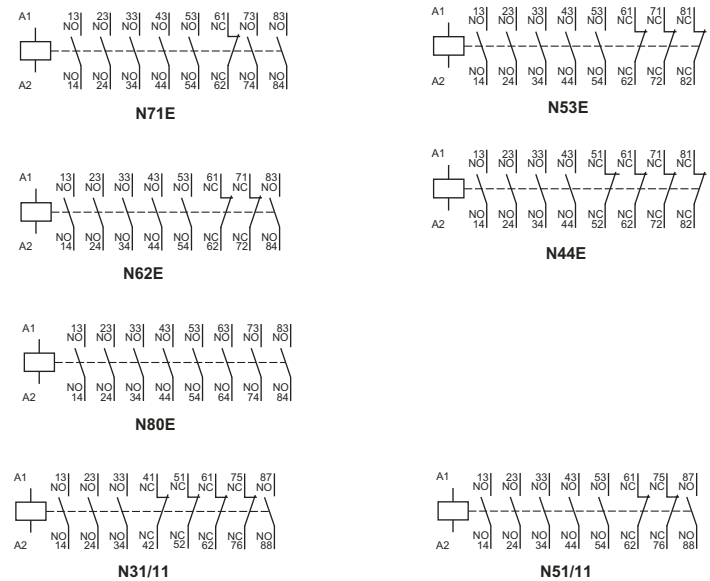 A1 13 23 33 43 53 61 73 83
NO NO NO NO NO NC NO NO
NO NO NO NO NO NC NO NO
A2 14 24 34 44 54 62 74 84
N71E
A1 13 23 33 43 53 61 71 81
NO NO NO NO NO NC NC NC
NO NO NO NO NO NC NC NC
A2 14 24 34 44 54 62 72 82
N53E
A1 13 23 33 43 53 61 71 83
NO NO NO NO NO NC NC NO
NO NO NO NO NO NC NC NO
A2 14 24 34 44 54 62 72 84
N62E
A1 13 23 33 43 51 61 71 81
NO NO NO NO NC NC NC NC
NO NO NO NO NC NC NC NC
A2 14 24 34 44 52 62 72 82
N44E
A1 13 23 33 43 53 63 73 83
NO NO NO NO NO NO NO NO
NO NO NO NO NO NO NO NO
A2 14 24 34 44 54 64 74 84
N80E
A1 13 23 33 41 51 61 75 87
NO NO NO NC NC NC NC NO
NO NO NO NC NC NC NC NO
A2 14 24 34 42 52 62 76 88
N31/11
A1 13 23 33 43 53 61 75 87
NO NO NO NO NO NC NC NO
NO NO NO NO NO NC NC NO
A2 14 24 34 44 54 62 76 88
N51/11